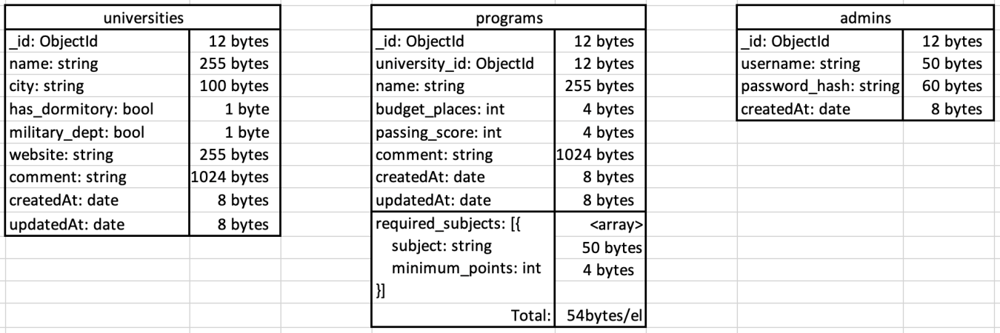 universities
_id: ObjectId 12 bytes
name: string 255 bytes
city: string 100 bytes
has_dormitory: bool 1 byte
military_dept: bool 1 byte
website: string 255 bytes
comment: string 1024 bytes
createdAt: date 8 bytes
updatedAt: date 8 bytes
programs
_id: ObjectId 12 bytes
university_id: ObjectId 12 bytes
name: string 255 bytes
budget_places: int 4 bytes
passing_score: int 4 bytes
comment: string 1024 bytes
createdAt: date 8 bytes
updatedAt: date 8 bytes
required_subjects: [{ <array>
subject: string 50 bytes
minimum_points: int 4 bytes
}]
Total: 54bytes/el
admins
_id: ObjectId 12 bytes
username: string 50 bytes
password_hash: string 60 bytes
createdAt: date 8 bytes